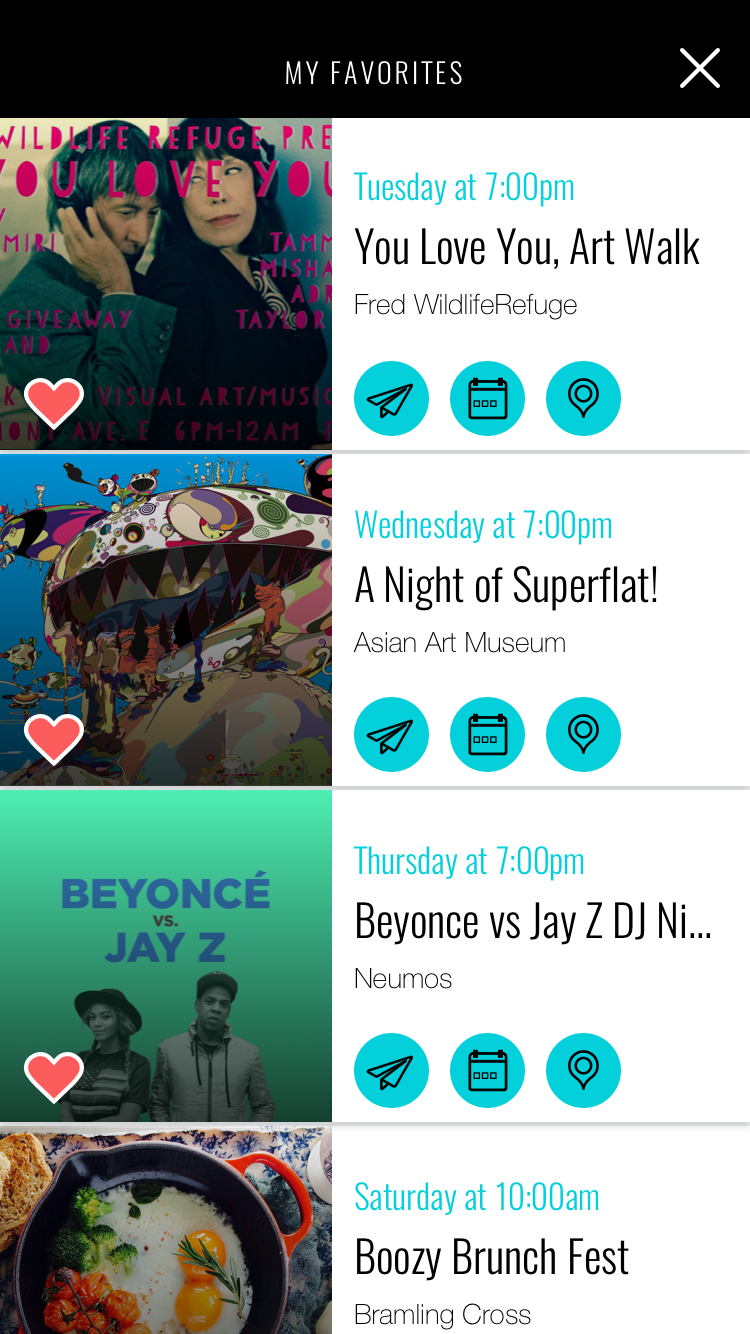 MY FAVORITES
WILDLIFE REFUGE PRE
YOU LOVE YOU
MIRI
TAMM
MISHA
ADR
GIVEAWAY
TAYLOR
AND
VISUAL ART/MUSIC
AVE. E 6PM-12AM
Tuesday at 7:00pm
You Love You, Art Walk
Fred WildlifeRefuge
Wednesday at 7:00pm
A Night of Superflat!
Asian Art Museum
BEYONCÉ
VS.
JAY Z
Thursday at 7:00pm
Beyonce vs Jay Z DJ Ni...
Neumos
Saturday at 10:00am
Boozy Brunch Fest
Bramling Cross